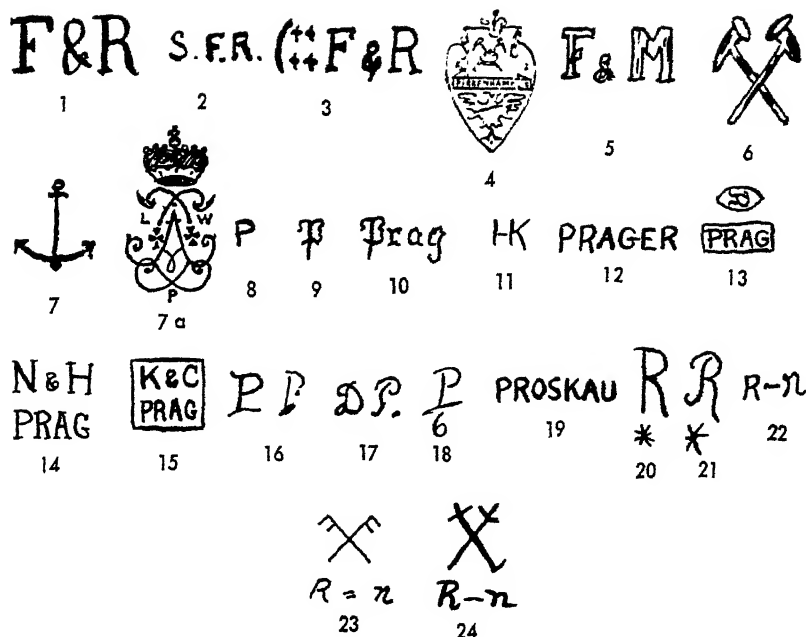 F & R S. F. R. (‡‡ F & R F & M
1 2 3 4 5 6
L W
P
P P Prag HK PRAGER PRAG
7 7a 8 9 10 11 12 13
N & H
PRAG
K & C
PRAG
P P. D P. P
6
PROSKAU R
*
R
*
R-n
14 15 16 17 18 19 20 21 22
R = n R-n
23 24